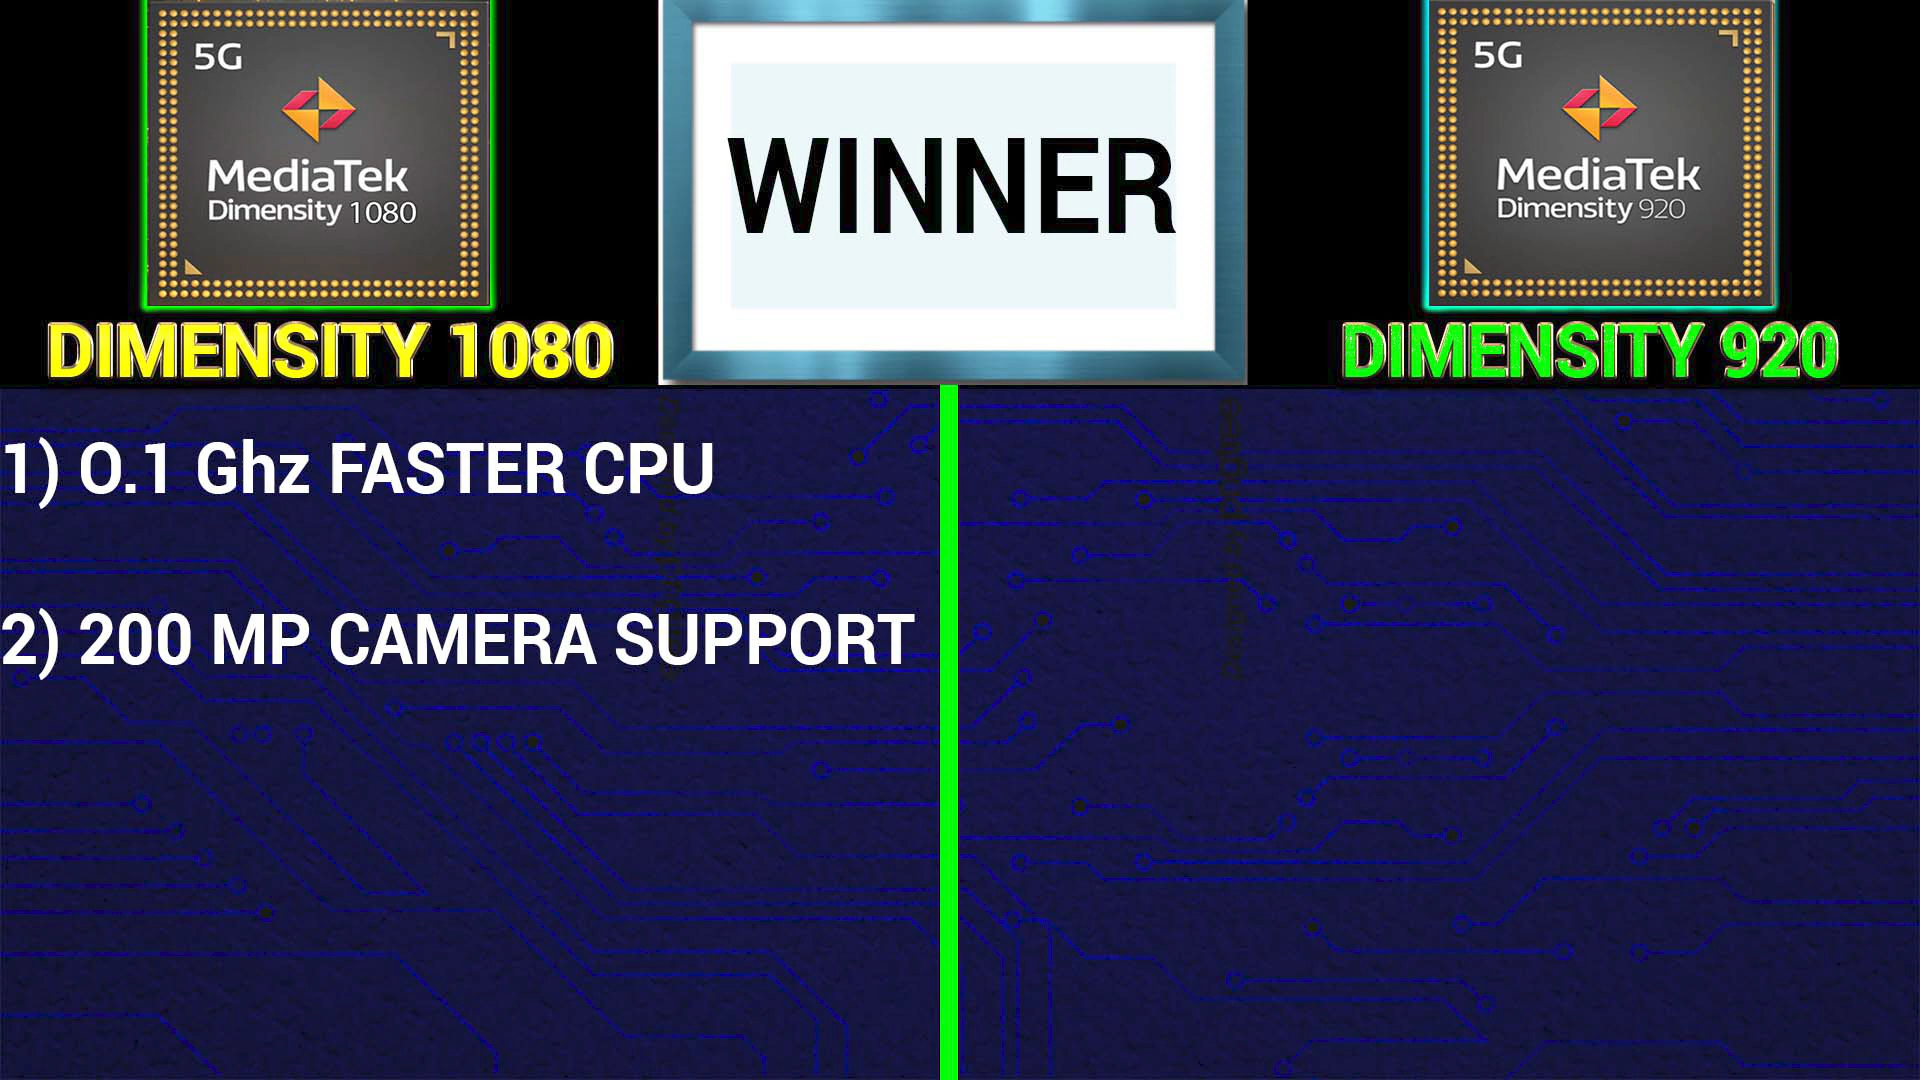 5G
MediaTek
Dimensity 1080
DIMENSITY 1080
WINNER
5G
MediaTek
Dimensity 920
DIMENSITY 920
1) O.1 Ghz FASTER CPU
2) 200 MP CAMERA SUPPORT